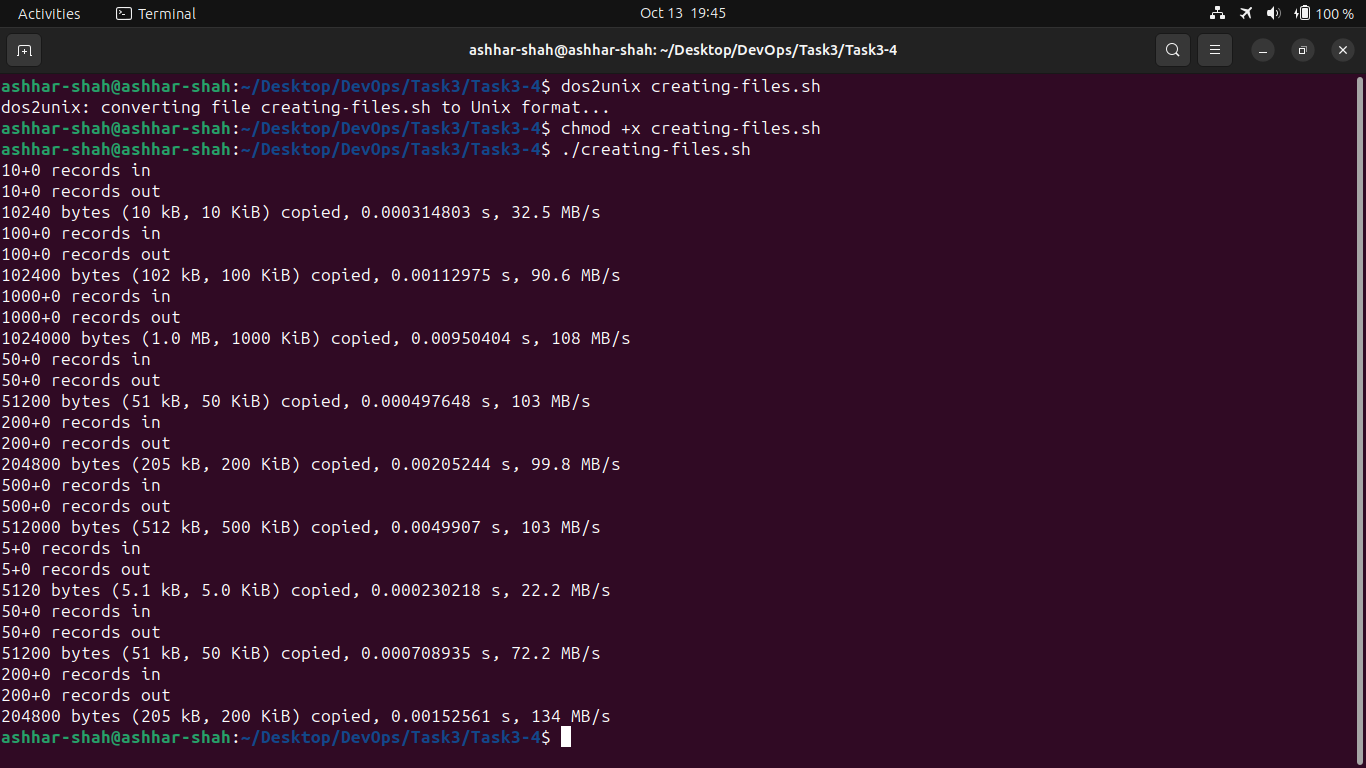 Activities Terminal Oct 13 19:45 100 %
ashhar-shah@ashhar-shah: ~/Desktop/DevOps/Task3/Task3-4
ashhar-shah@ashhar-shah:~/Desktop/DevOps/Task3/Task3-4$ dos2unix creating-files.sh
dos2unix: converting file creating-files.sh to Unix format...
ashhar-shah@ashhar-shah:~/Desktop/DevOps/Task3/Task3-4$ chmod +x creating-files.sh
ashhar-shah@ashhar-shah:~/Desktop/DevOps/Task3/Task3-4$ ./creating-files.sh
10+0 records in
10+0 records out
10240 bytes (10 kB, 10 KiB) copied, 0.000314803 s, 32.5 MB/s
100+0 records in
100+0 records out
102400 bytes (102 kB, 100 KiB) copied, 0.00112975 s, 90.6 MB/s
1000+0 records in
1000+0 records out
1024000 bytes (1.0 MB, 1000 KiB) copied, 0.00950404 s, 108 MB/s
50+0 records in
50+0 records out
51200 bytes (51 kB, 50 KiB) copied, 0.000497648 s, 103 MB/s
200+0 records in
200+0 records out
204800 bytes (205 kB, 200 KiB) copied, 0.00205244 s, 99.8 MB/s
500+0 records in
500+0 records out
512000 bytes (512 kB, 500 KiB) copied, 0.0049907 s, 103 MB/s
5+0 records in
5+0 records out
5120 bytes (5.1 kB, 5.0 KiB) copied, 0.000230218 s, 22.2 MB/s
50+0 records in
50+0 records out
51200 bytes (51 kB, 50 KiB) copied, 0.000708935 s, 72.2 MB/s
200+0 records in
200+0 records out
204800 bytes (205 kB, 200 KiB) copied, 0.00152561 s, 134 MB/s
ashhar-shah@ashhar-shah:~/Desktop/DevOps/Task3/Task3-4$